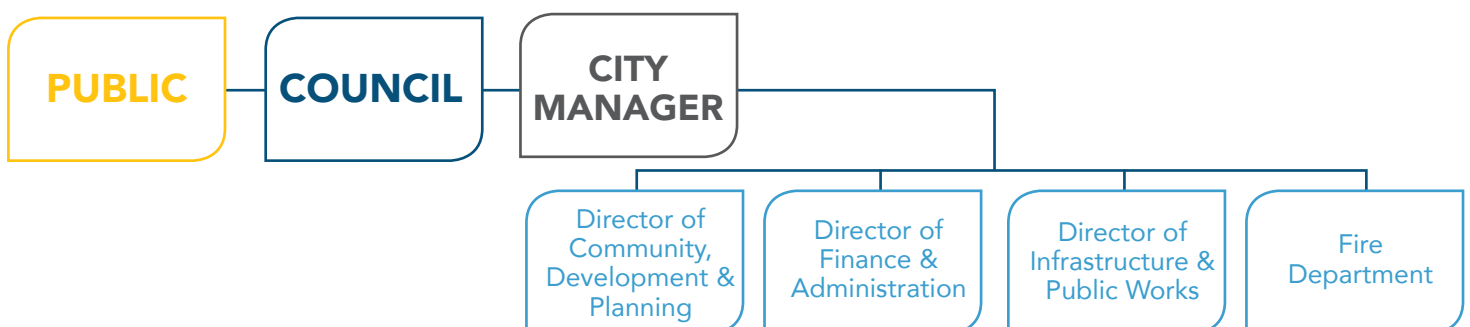 PUBLIC
COUNCIL
CITY
MANAGER
Director of
Community,
Development &
Planning
Director of
Finance &
Administration
Director of
Infrastructure &
Public Works
Fire
Department